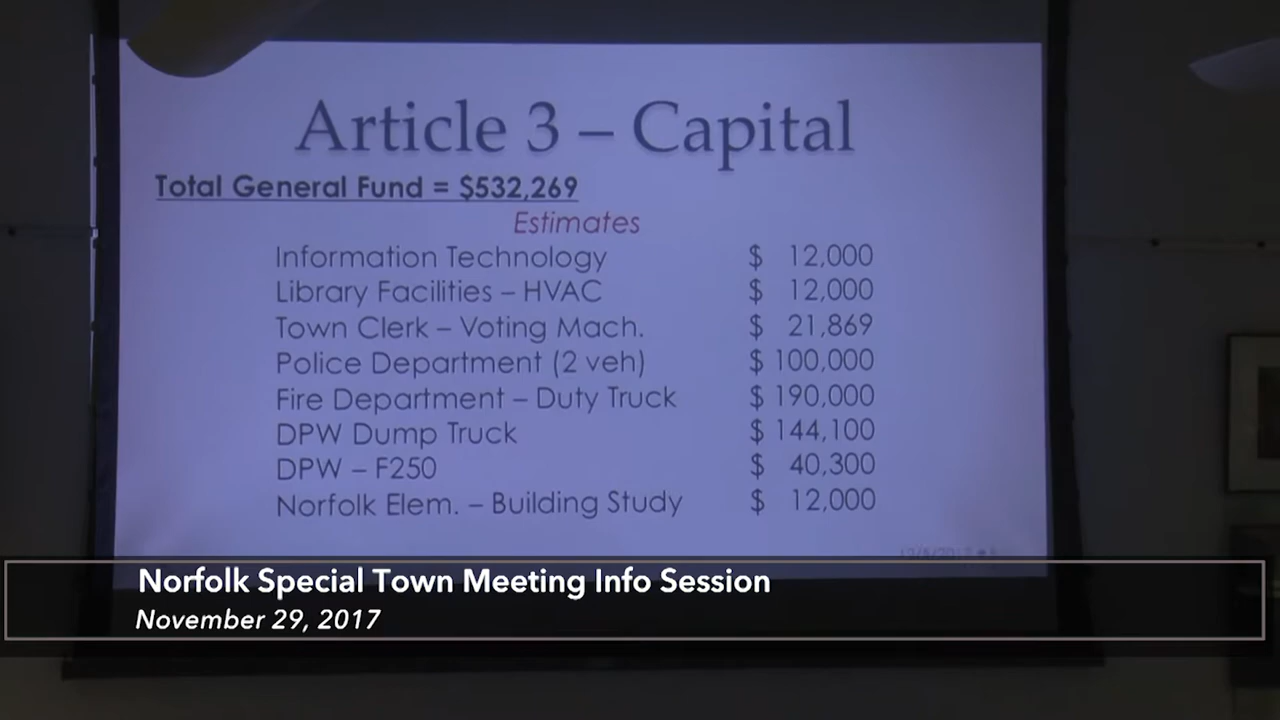 Article 3 – Capital
Total General Fund = $532,269
Estimates
Information Technology $ 12,000
Library Facilities – HVAC $ 12,000
Town Clerk – Voting Mach. $ 21,869
Police Department (2 veh) $ 100,000
Fire Department – Duty Truck $ 190,000
DPW Dump Truck $ 144,100
DPW – F250 $ 40,300
Norfolk Elem. – Building Study $ 12,000
Norfolk Special Town Meeting Info Session
November 29, 2017